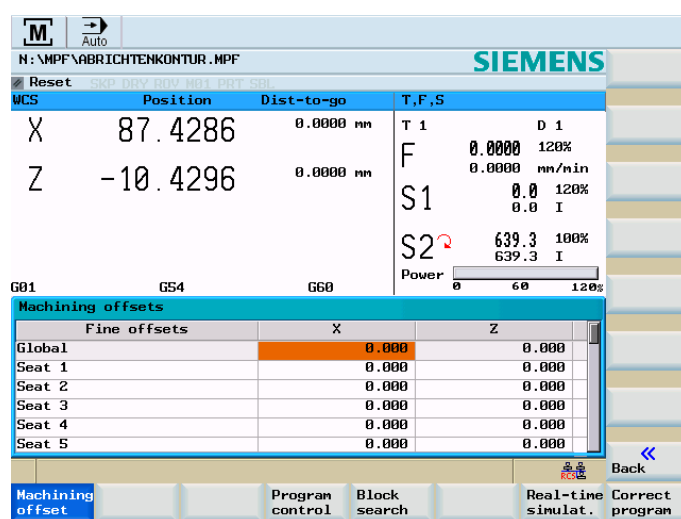 M
Auto
N:\MPF\ABRICHTENKONTUR.MPF
SIEMENS
Reset SKP DRY ROV M01 PRT SBL
WCS Position Dist-to-go T,F,S
X 87.4286 0.0000 mm T 1 D 1
F 0.0000 120%
Z -10.4296 0.0000 mm 0.0000 mm/min
S1 0.0 120%
0.0 I
S2 639.3 100%
639.3 I
Power
G01 G54 G60 0 60 120%
Machining offsets
Fine offsets X Z
Global 0.000 0.000
Seat 1 0.000 0.000
Seat 2 0.000 0.000
Seat 3 0.000 0.000
Seat 4 0.000 0.000
Seat 5 0.000 0.000
«
RCS Back
Machining Program Block Real-time Correct
offset control search simulat. program